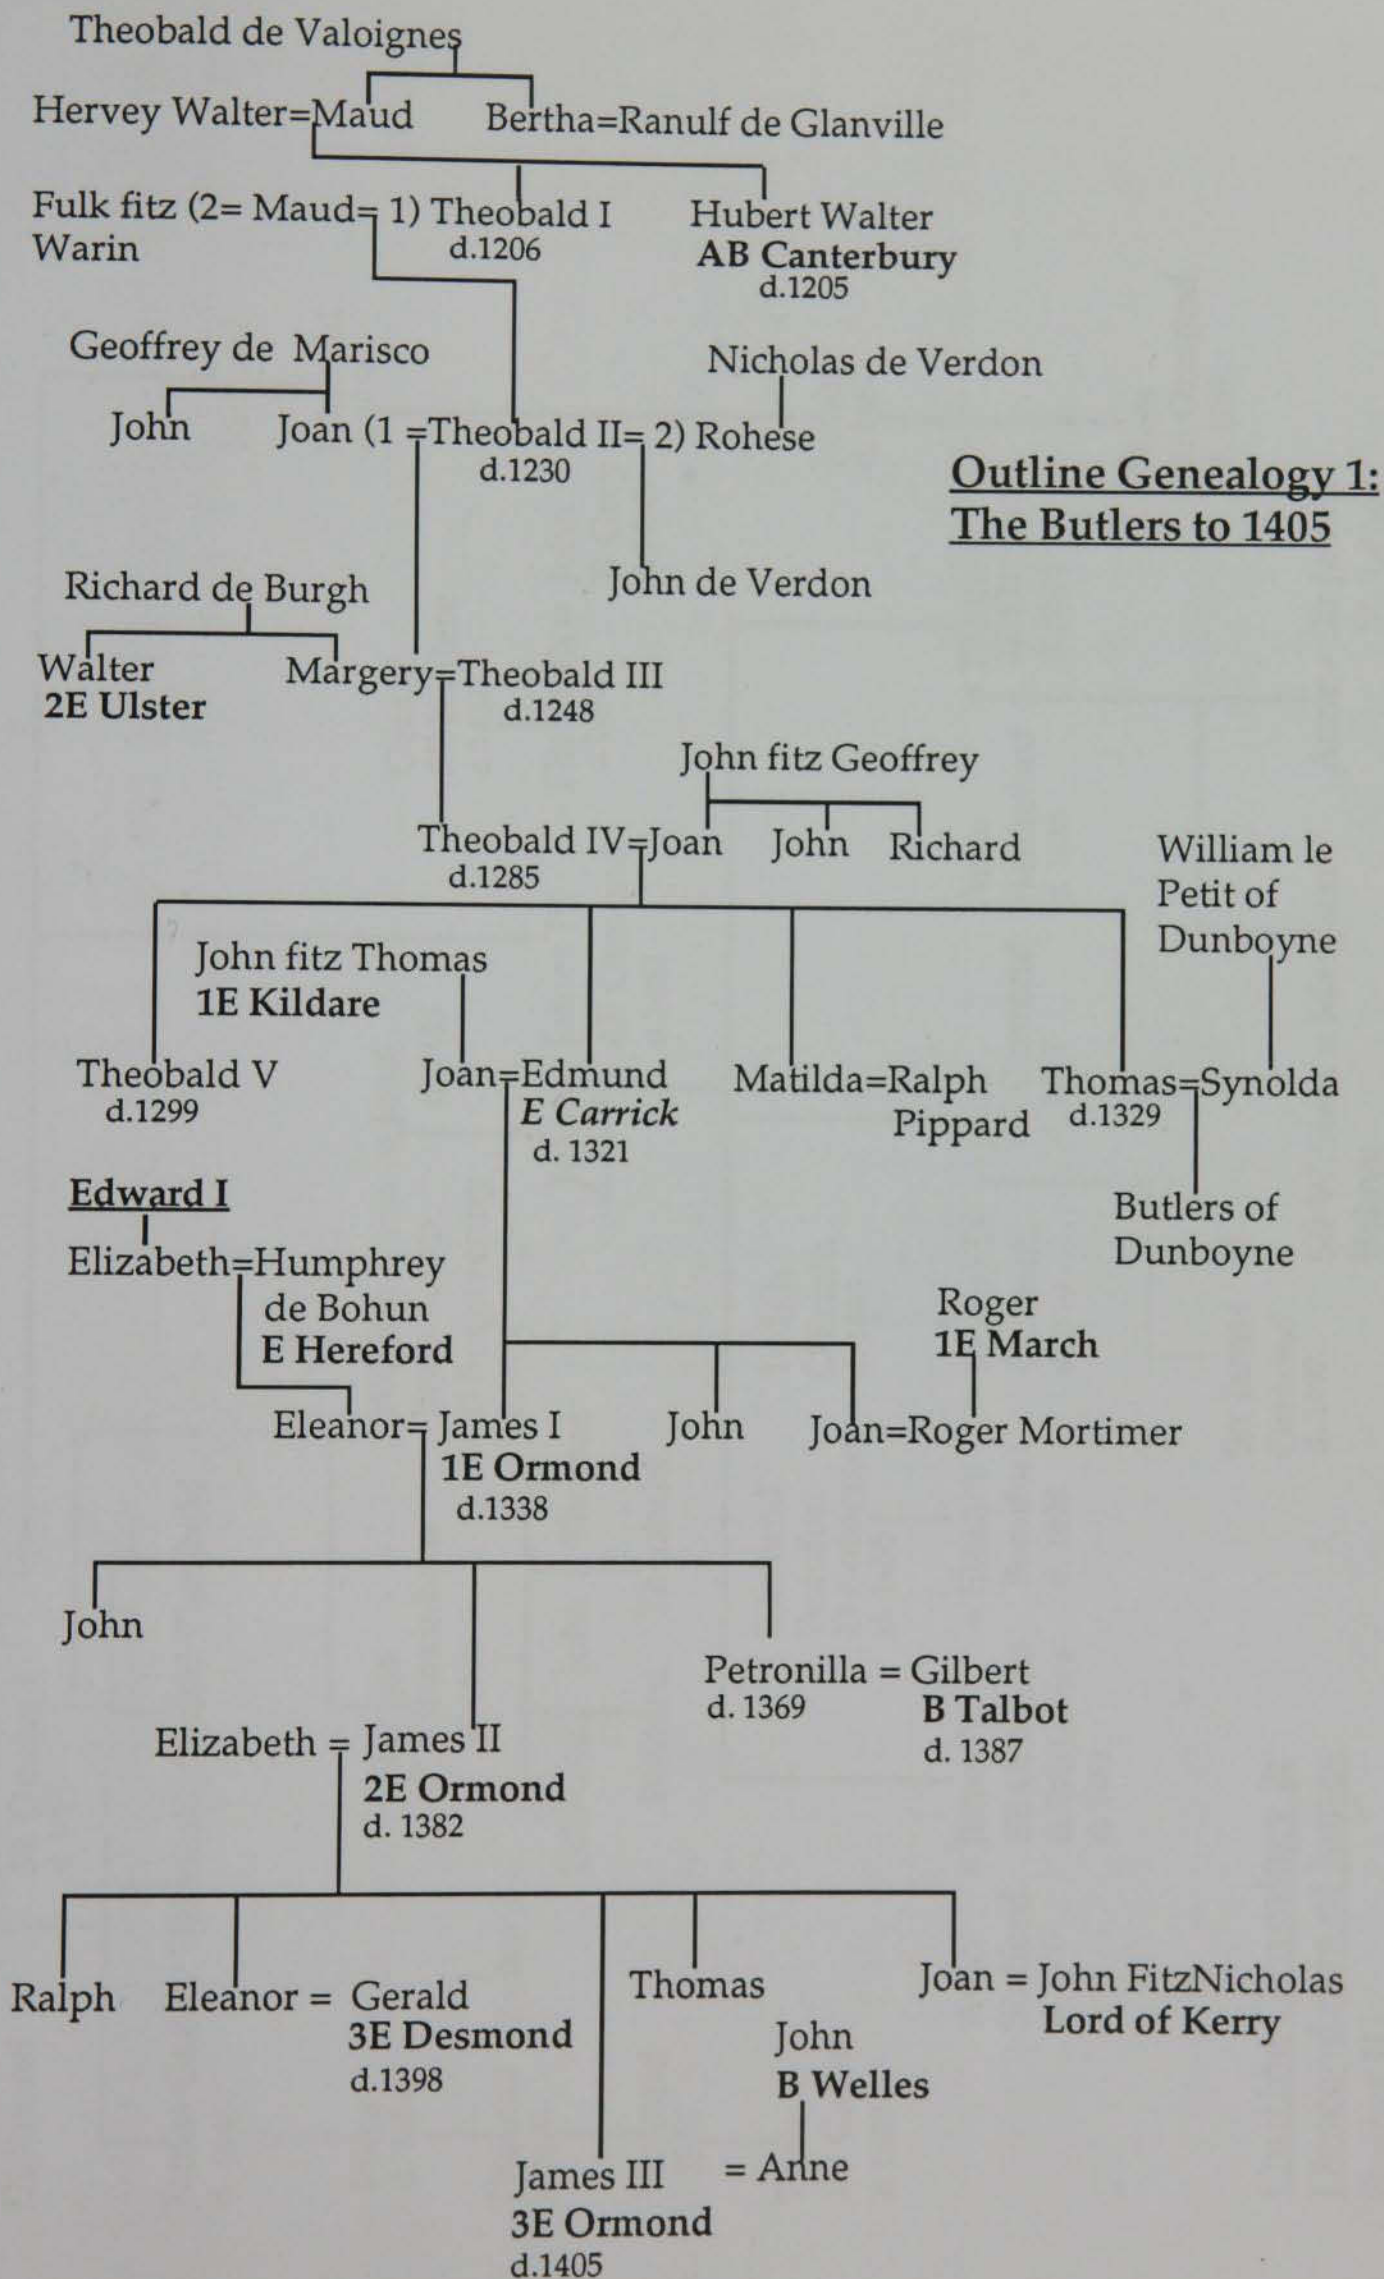 Theobald de Valoignes
Hervey Walter=Maud Bertha=Ranulf de Glanville
Fulk fitz (2= Maud= 1) Theobald I Hubert Walter
Warin d.1206 AB Canterbury
d.1205
Geoffrey de Marisco Nicholas de Verdon
John Joan (1 =Theobald II= 2) Rohese
d.1230
Outline Genealogy 1:
The Butlers to 1405
Richard de Burgh John de Verdon
Walter Margery=Theobald III
2E Ulster d.1248
John fitz Geoffrey
Theobald IV=Joan John Richard
d.1285
William le
Petit of
Dunboyne
John fitz Thomas
1E Kildare
Theobald V Joan=Edmund Matilda=Ralph Thomas=Synolda
d.1299 E Carrick Pippard d.1329
d. 1321
Edward I
Butlers of
Dunboyne
Elizabeth=Humphrey
de Bohun
E Hereford
Roger
1E March
Eleanor= James I John Joan=Roger Mortimer
1E Ormond
d.1338
John
Petronilla = Gilbert
d. 1369 B Talbot
d. 1387
Elizabeth = James II
2E Ormond
d. 1382
Ralph Eleanor = Gerald Thomas Joan = John FitzNicholas
3E Desmond Lord of Kerry
d.1398
John
B Welles
James III = Anne
3E Ormond
d.1405